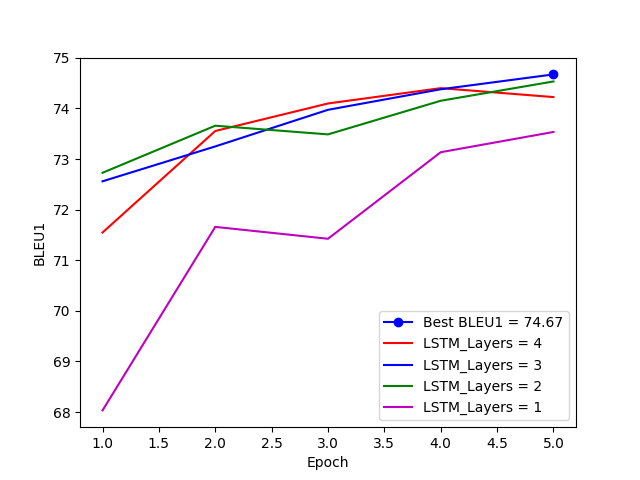 75
74
73
72
71
70
69
68
BLEU1
1.0 1.5 2.0 2.5 3.0 3.5 4.0 4.5 5.0
Epoch
Best BLEU1 = 74.67
LSTM_Layers = 4
LSTM_Layers = 3
LSTM_Layers = 2
LSTM_Layers = 1